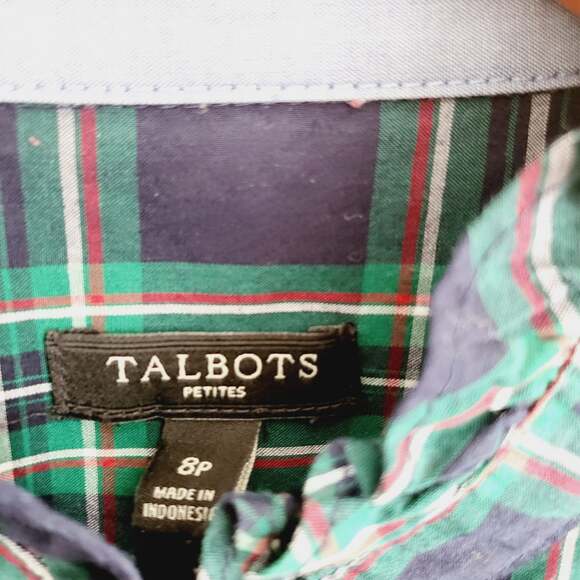 TALBOTS
PETITES
8P
MADE IN
INDONESIA